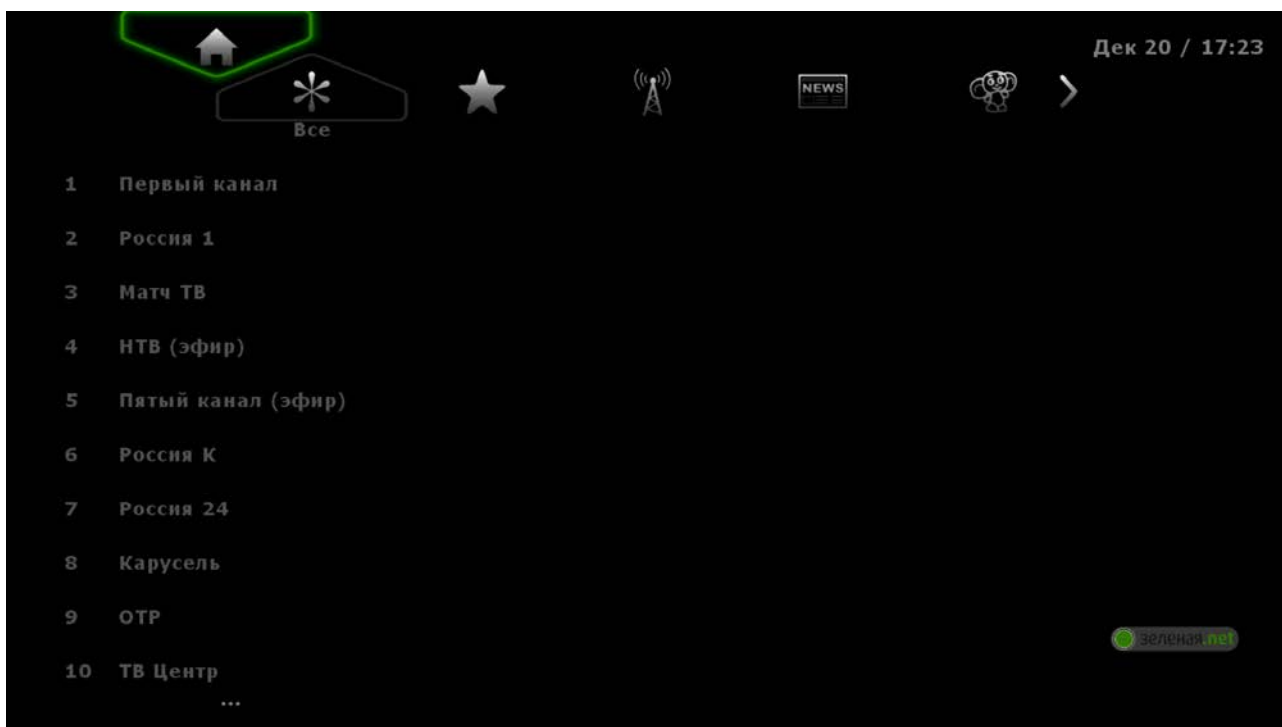 Дек 20 / 17:23
NEWS
Все
1 Первый канал
2 Россия 1
3 Матч ТВ
4 НТВ (эфир)
5 Пятый канал (эфир)
6 Россия К
7 Россия 24
8 Карусель
9 ОТР
10 ТВ Центр
...
зеленая.net